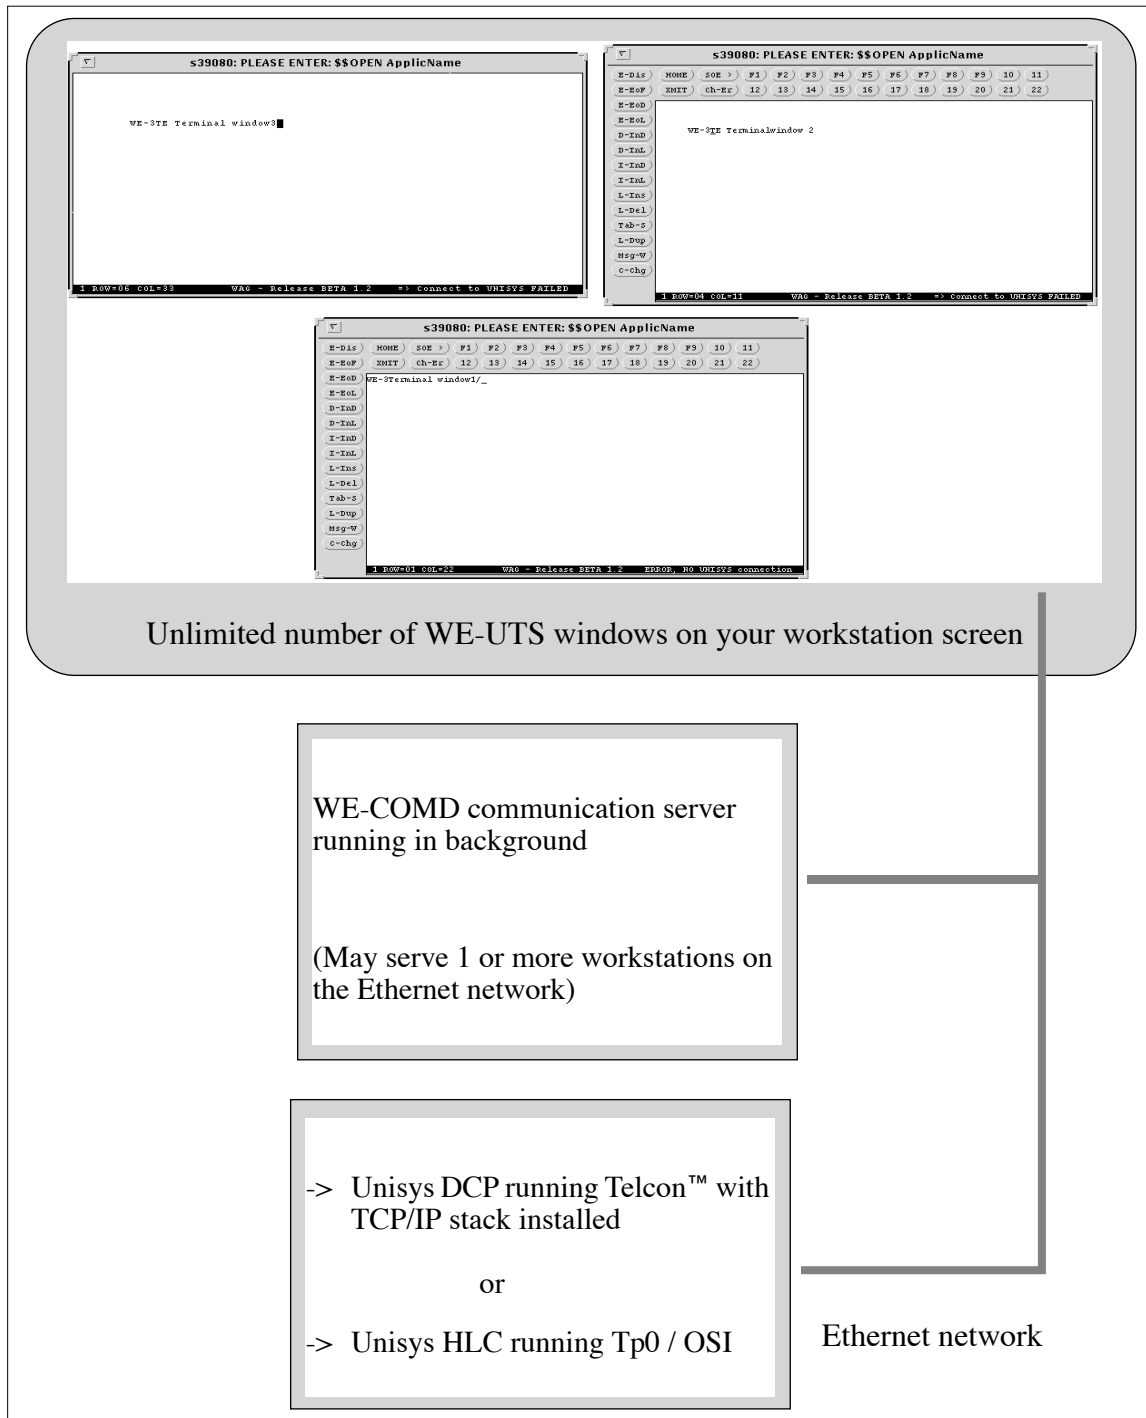 s39080: PLEASE ENTER: $$OPEN ApplicName
WE-3TE Terminal window3
1 ROW=06 COL=33 WAG - Release BETA 1.2 => Connect to UNISYS FAILED
s39080: PLEASE ENTER: $$OPEN ApplicName
E-Dis HOME SOE > F1 F2 F3 F4 F5 F6 F7 F8 F9 10 11
E-EoF XMIT Ch-Er 12 13 14 15 16 17 18 19 20 21 22
E-EoD
E-EoL
D-InD
D-InL
I-InD
I-InL
L-Ins
L-Del
Tab-S
L-Dup
Msg-W
C-Chg
WE-3TE Terminalwindow 2
1 ROW=04 COL=11 WAG - Release BETA 1.2 => Connect to UNISYS FAILED
s39080: PLEASE ENTER: $$OPEN ApplicName
E-Dis HOME SOE > F1 F2 F3 F4 F5 F6 F7 F8 F9 10 11
E-EoF XMIT Ch-Er 12 13 14 15 16 17 18 19 20 21 22
E-EoD
E-EoL
D-InD
D-InL
I-InD
I-InL
L-Ins
L-Del
Tab-S
L-Dup
Msg-W
C-Chg
WE-3Terminal window1/_
1 ROW=01 COL=22 WAG - Release BETA 1.2 ERROR, NO UNISYS connection
Unlimited number of WE-UTS windows on your workstation screen
WE-COMD communication server
running in background
(May serve 1 or more workstations on
the Ethernet network)
-> Unisys DCP running Telcon™ with
TCP/IP stack installed
or
-> Unisys HLC running Tp0 / OSI
Ethernet network